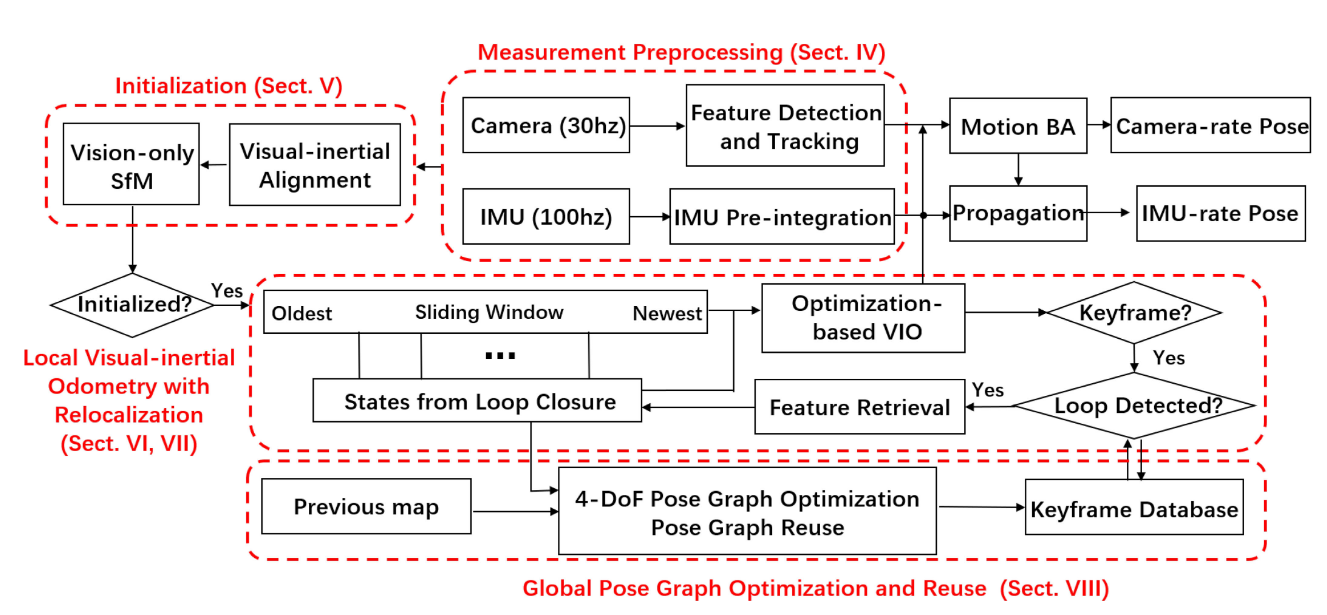 Measurement Preprocessing (Sect. IV)
Initialization (Sect. V)
Camera (30hz)
Feature Detection
and Tracking
Motion BA
Camera-rate Pose
Vision-only
SfM
Visual-inertial
Alignment
IMU (100hz)
IMU Pre-integration
Propagation
IMU-rate Pose
Initialized?
Yes
Oldest
Sliding Window
Newest
...
Optimization-
based VIO
Keyframe?
Yes
Local Visual-inertial
Odometry with
Relocalization
(Sect. VI, VII)
States from Loop Closure
Feature Retrieval
Yes
Loop Detected?
Previous map
4-DoF Pose Graph Optimization
Pose Graph Reuse
Keyframe Database
Global Pose Graph Optimization and Reuse (Sect. VIII)